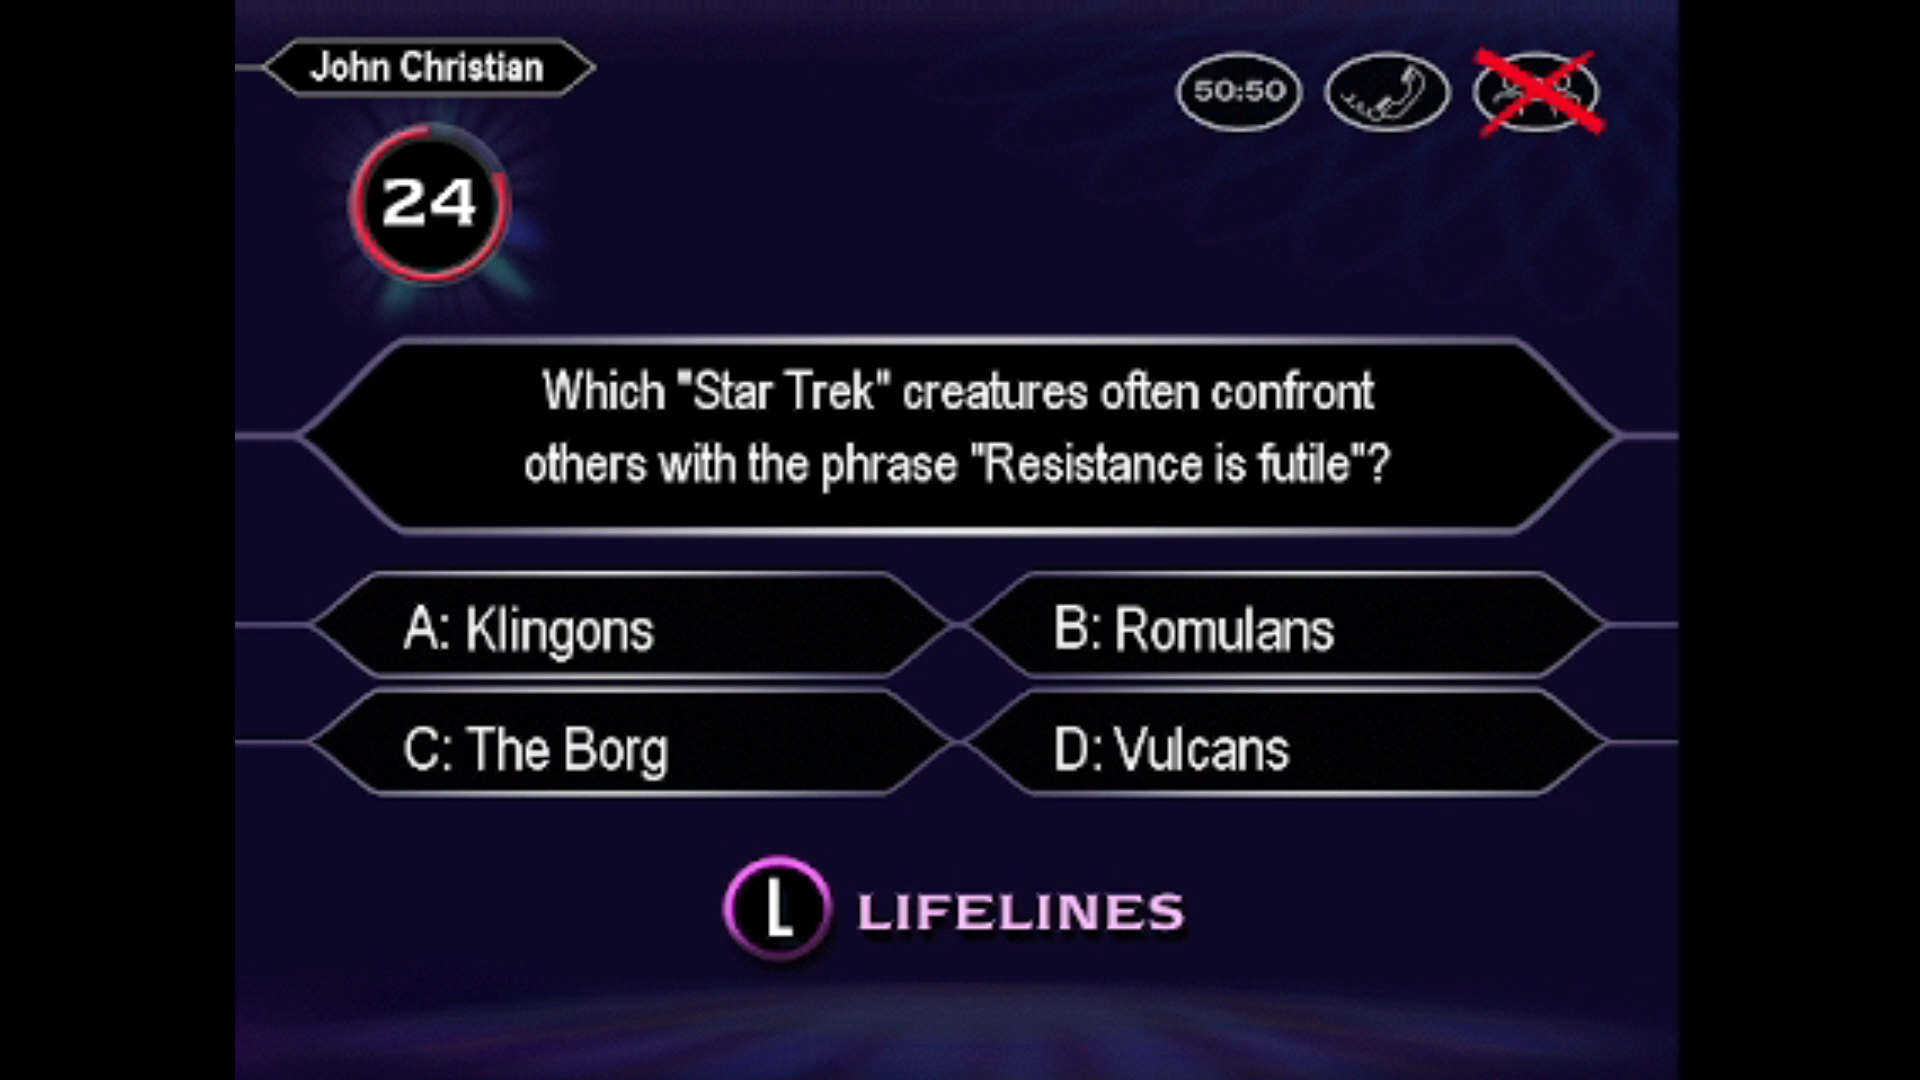 John Christian
50:50
24
Which "Star Trek" creatures often confront
others with the phrase "Resistance is futile"?
A: Klingons
B: Romulans
C: The Borg
D: Vulcans
L LIFELINES